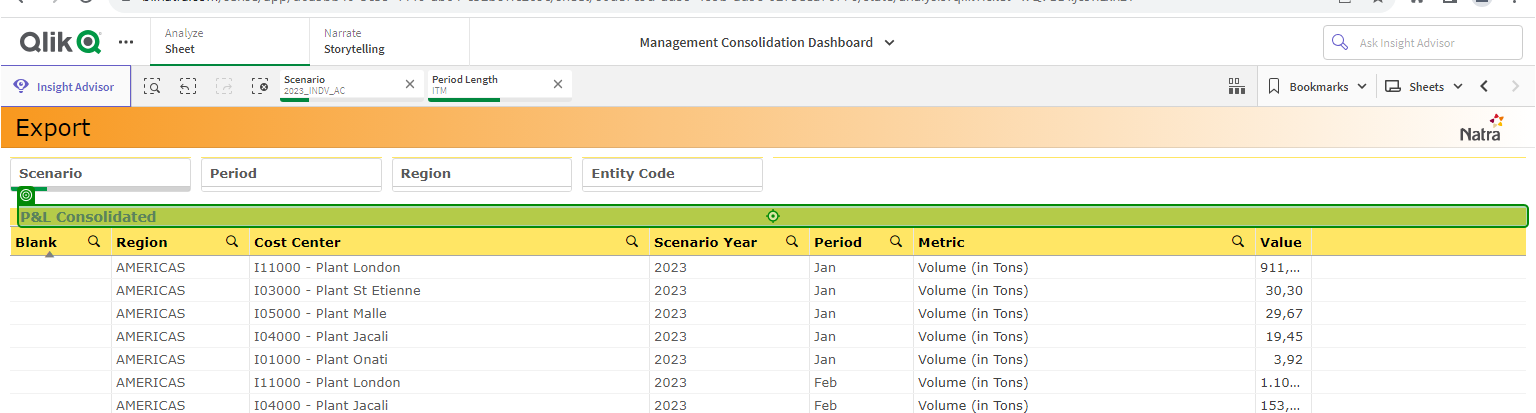 Qlik Analyze Sheet Narrate Storytelling Management Consolidation Dashboard Ask Insight Advisor
Insight Advisor Scenario 2023_INDV_AC Period Length ITM Bookmarks Sheets
Export Natra
Scenario Period Region Entity Code
P&L Consolidated
Blank Region Cost Center Scenario Year Period Metric Value
AMERICAS I11000 - Plant London 2023 Jan Volume (in Tons) 911,...
AMERICAS I03000 - Plant St Etienne 2023 Jan Volume (in Tons) 30,30
AMERICAS I05000 - Plant Malle 2023 Jan Volume (in Tons) 29,67
AMERICAS I04000 - Plant Jacali 2023 Jan Volume (in Tons) 19,45
AMERICAS I01000 - Plant Onati 2023 Jan Volume (in Tons) 3,92
AMERICAS I11000 - Plant London 2023 Feb Volume (in Tons) 1.10...
AMERICAS I04000 - Plant Jacali 2023 Feb Volume (in Tons) 153,...